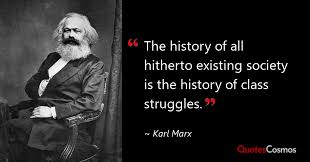 ❝ The history of all
hitherto existing society
is the history of class
struggles. ❞
~ Karl Marx
QuotesCosmos